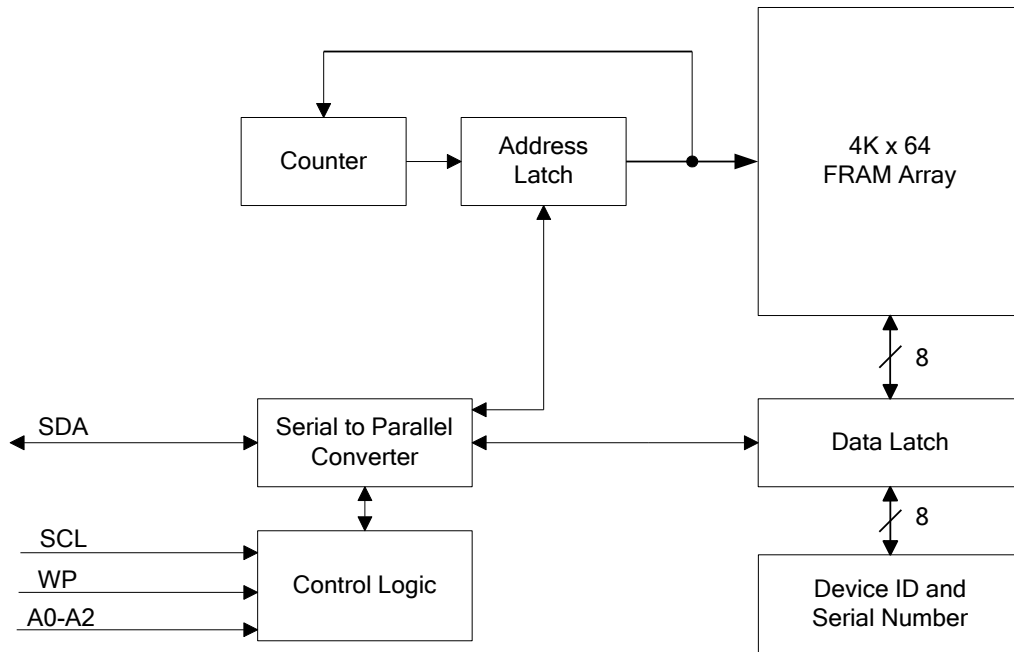 4K x 64
FRAM Array
Counter
Address
Latch
8
SDA
Serial to Parallel
Converter
Data Latch
8
SCL
WP
A0-A2
Control Logic
Device ID and
Serial Number